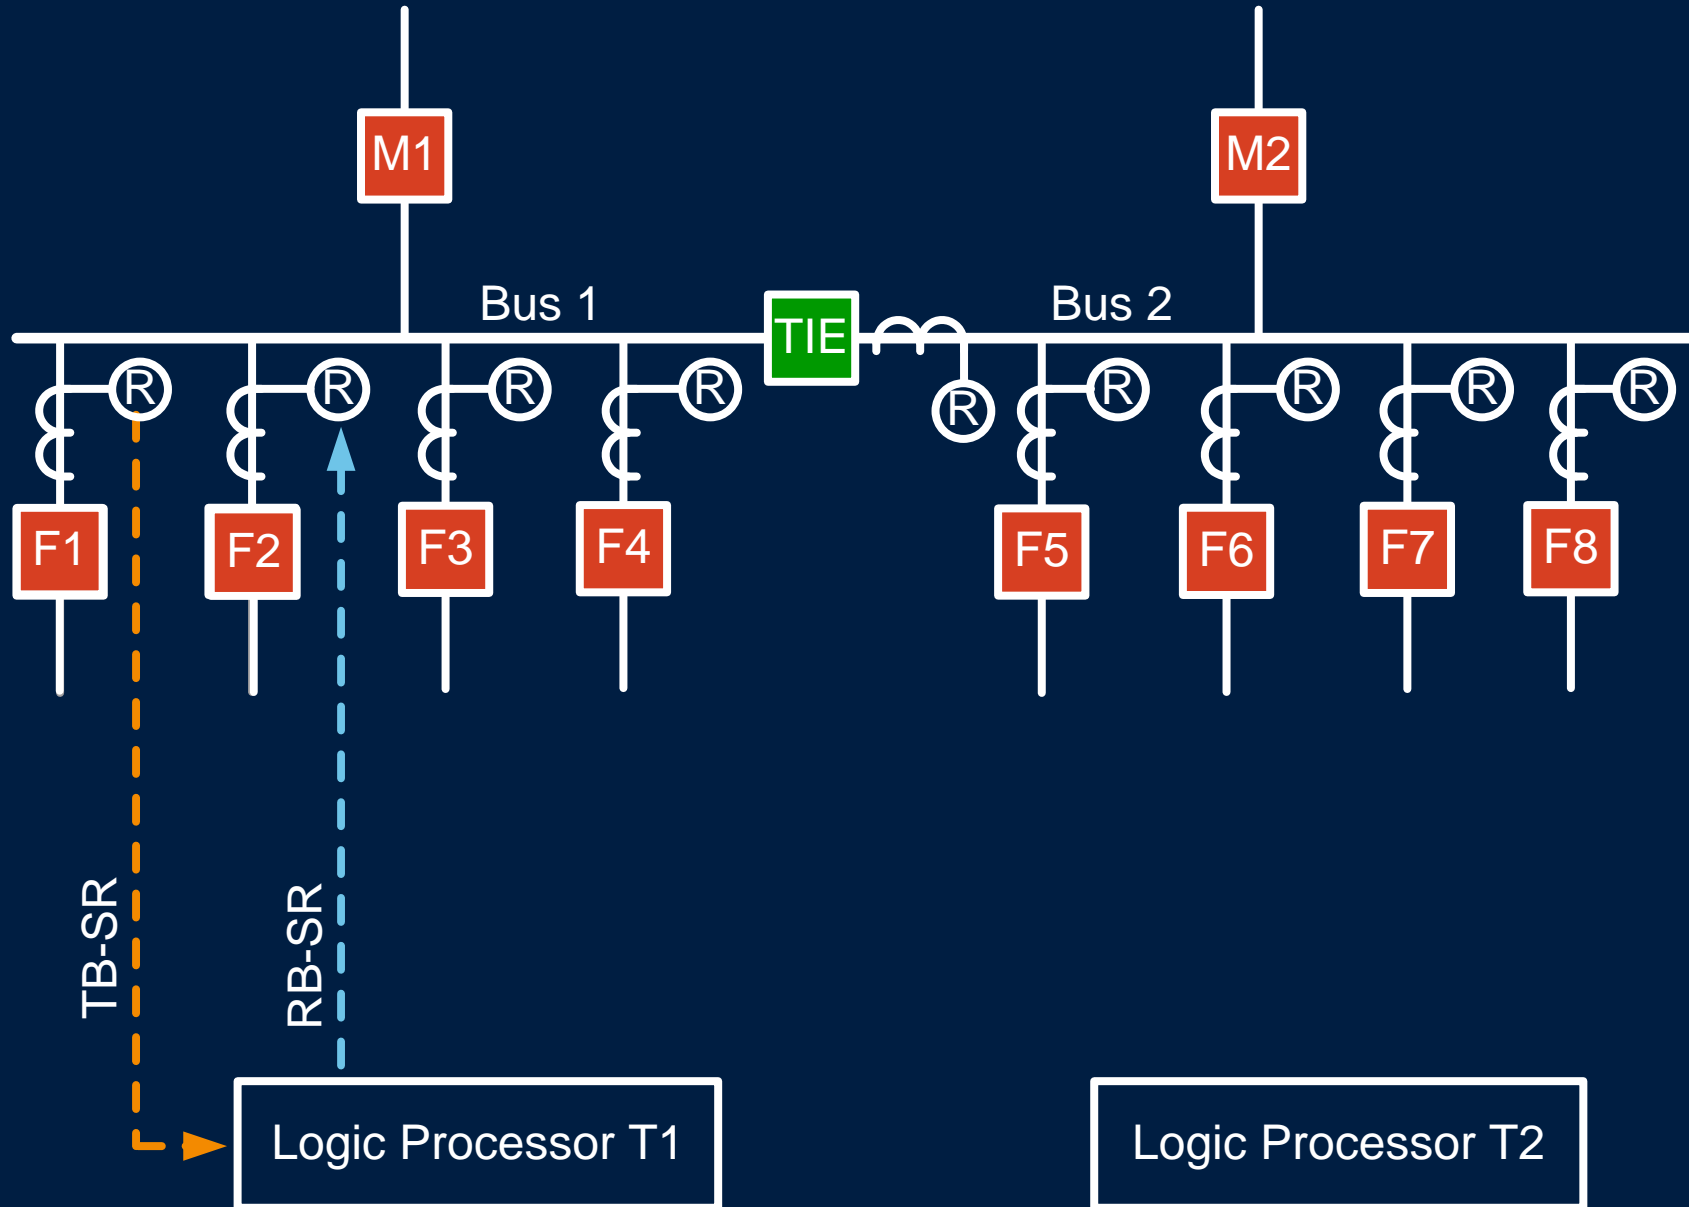 M1
M2
Bus 1
TIE
Bus 2
R
R
R
R
R
R
R
R
R
F1
F2
F3
F4
F5
F6
F7
F8
TB-SR
RB-SR
Logic Processor T1
Logic Processor T2